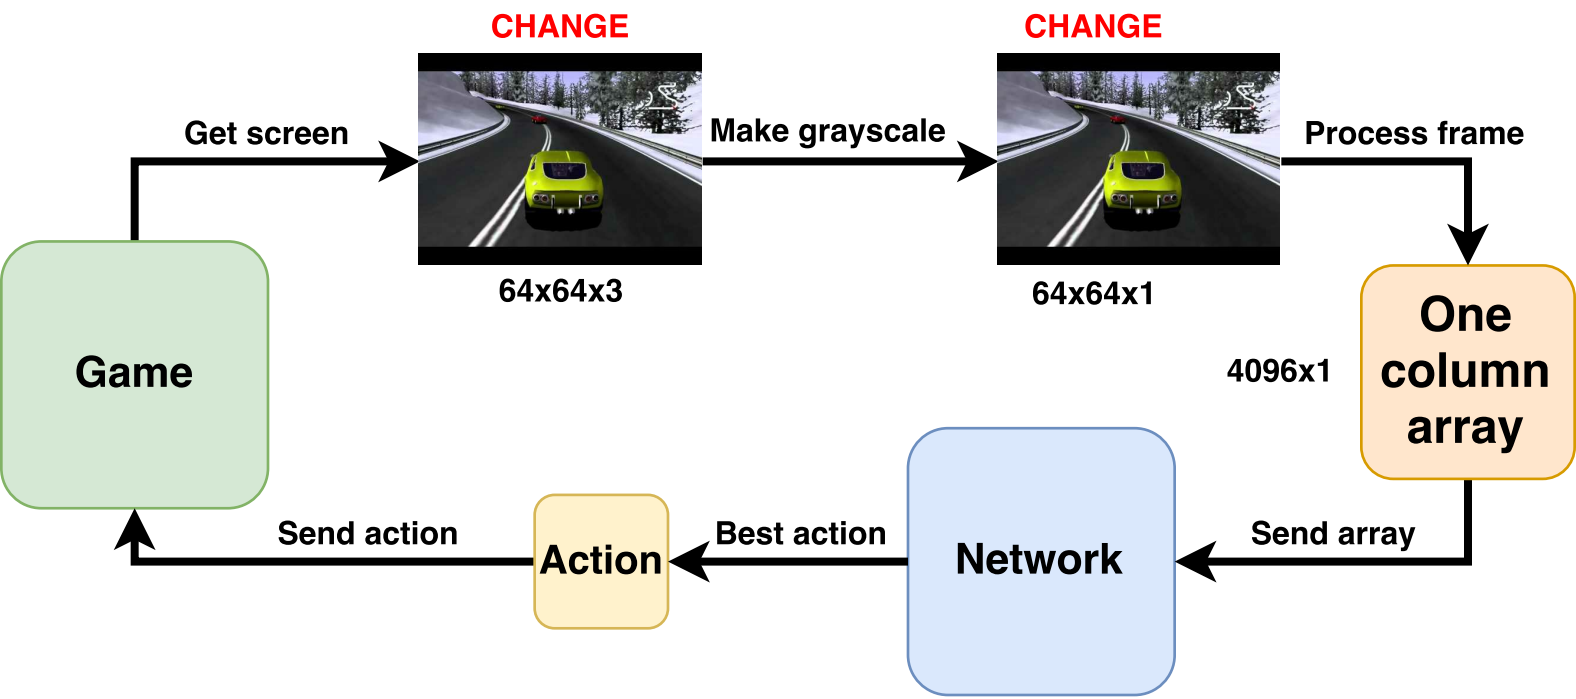 CHANGE
CHANGE
Get screen
Make grayscale
Process frame
64x64x3
64x64x1
Game
4096x1
One
column
array
Send action
Action
Best action
Network
Send array